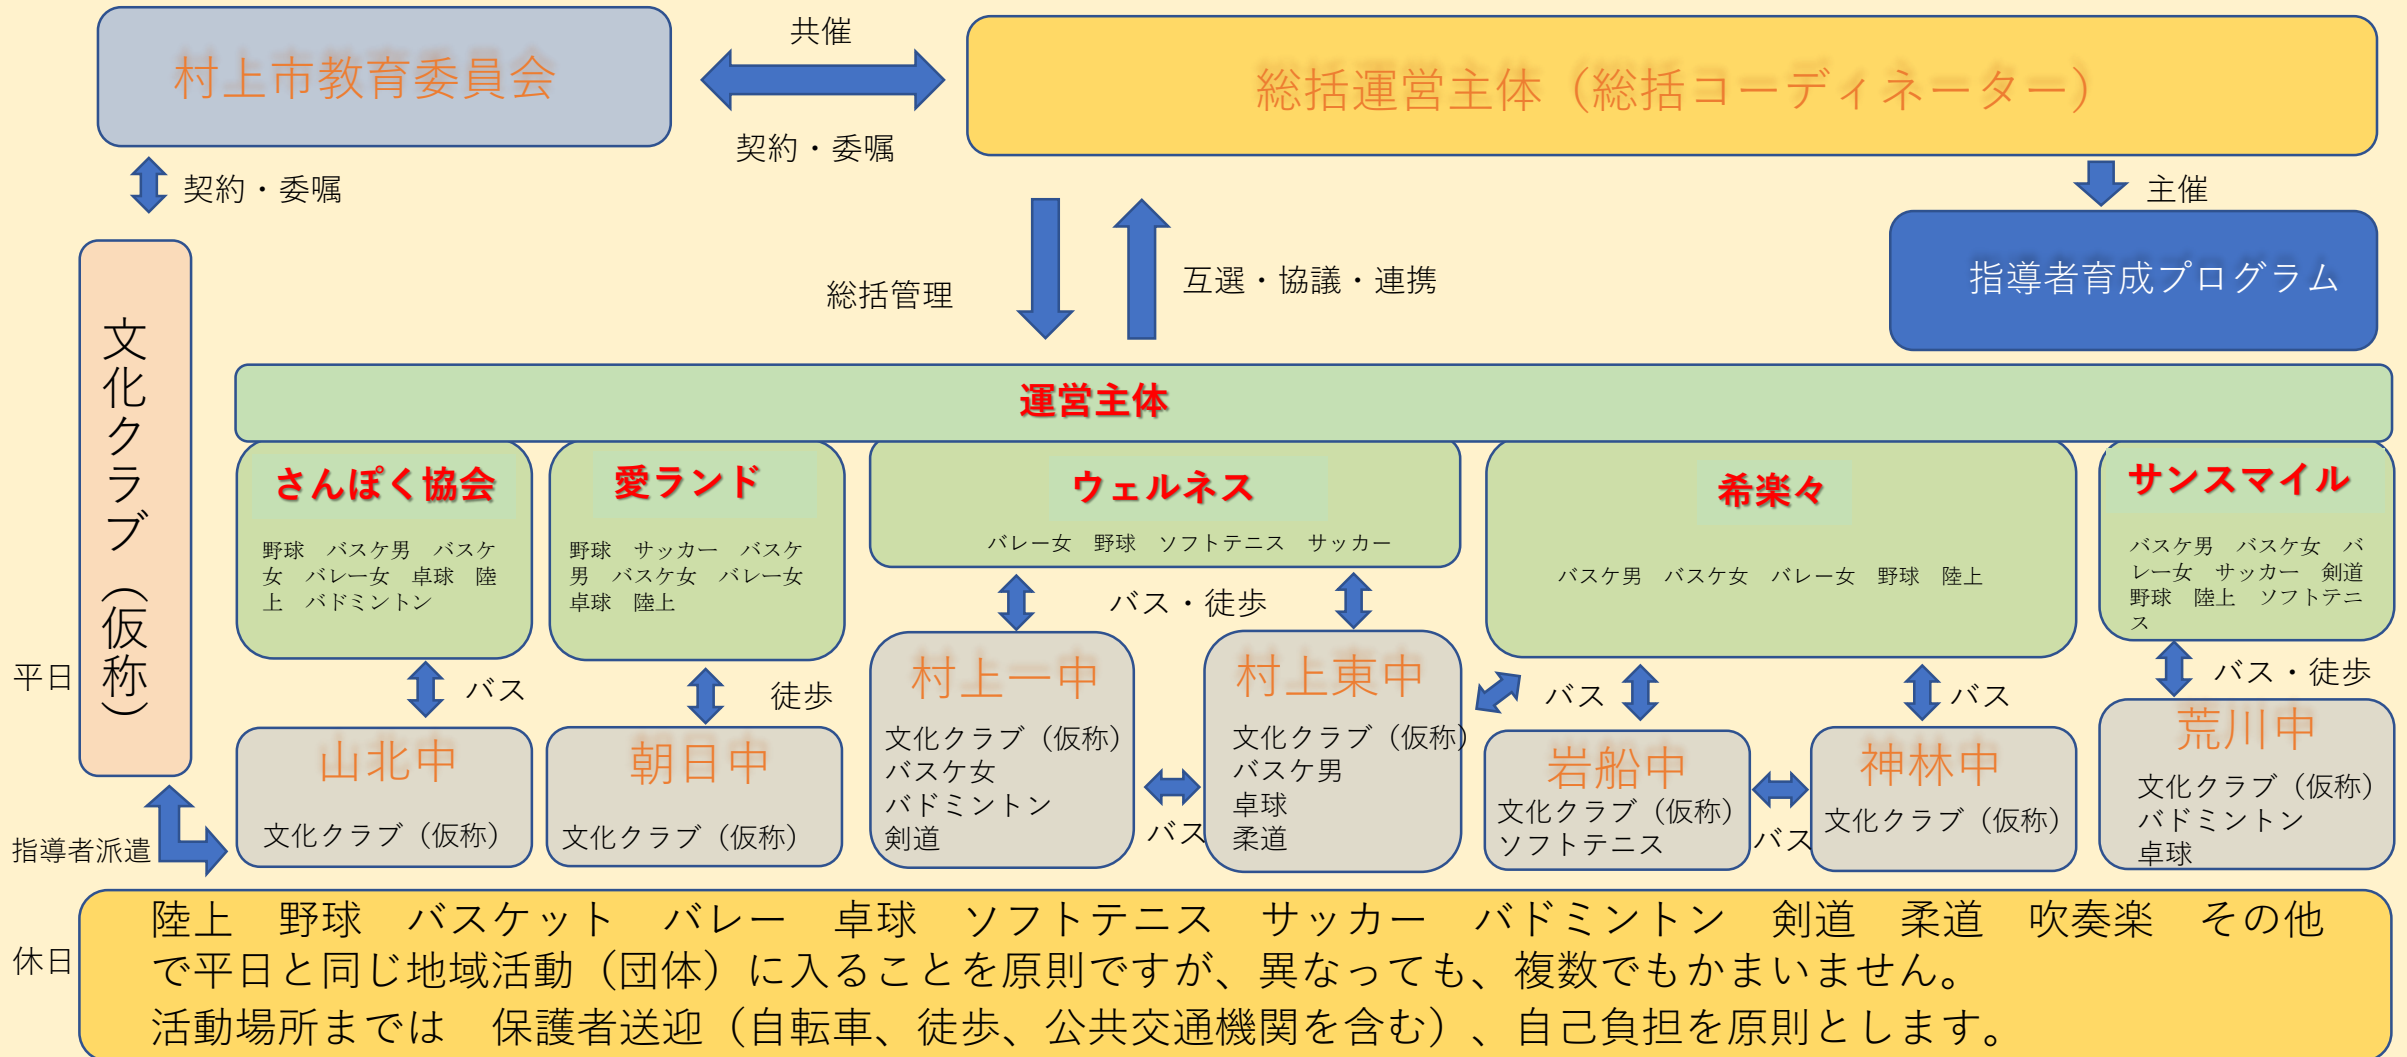 共催
村上市教育委員会
総括運営主体（総括コーディネーター）
契約・委嘱
契約・委嘱
主催
総括管理
互選・協議・連携
指導者育成プログラム
文化クラブ（仮称）
運営主体
さんぽく協会
野球　バスケ男　バスケ
女　バレー女　卓球　陸
上　バドミントン
愛ランド
野球　サッカー　バスケ
男　バスケ女　バレー女
卓球　陸上
ウェルネス
バレー女　野球　ソフトテニス　サッカー
希楽々
バスケ男　バスケ女　バレー女　野球　陸上
サンスマイル
バスケ男　バスケ女　バ
レー女　サッカー　剣道
野球　陸上　ソフトテニ
ス
平日
バス
徒歩
バス・徒歩
バス
バス
バス・徒歩
山北中
文化クラブ（仮称）
朝日中
文化クラブ（仮称）
村上一中
文化クラブ（仮称）
バスケ女
バドミントン
剣道
バス
村上東中
文化クラブ（仮称）
バスケ男
卓球
柔道
岩船中
文化クラブ（仮称）
ソフトテニス
バス
神林中
文化クラブ（仮称）
荒川中
文化クラブ（仮称）
バドミントン
卓球
指導者派遣
休日
陸上　野球　バスケット　バレー　卓球　ソフトテニス　サッカー　バドミントン　剣道　柔道　吹奏楽　その他
で平日と同じ地域活動（団体）に入ることを原則ですが、異なっても、複数でもかまいません。
活動場所までは　保護者送迎（自転車、徒歩、公共交通機関を含む）、自己負担を原則とします。